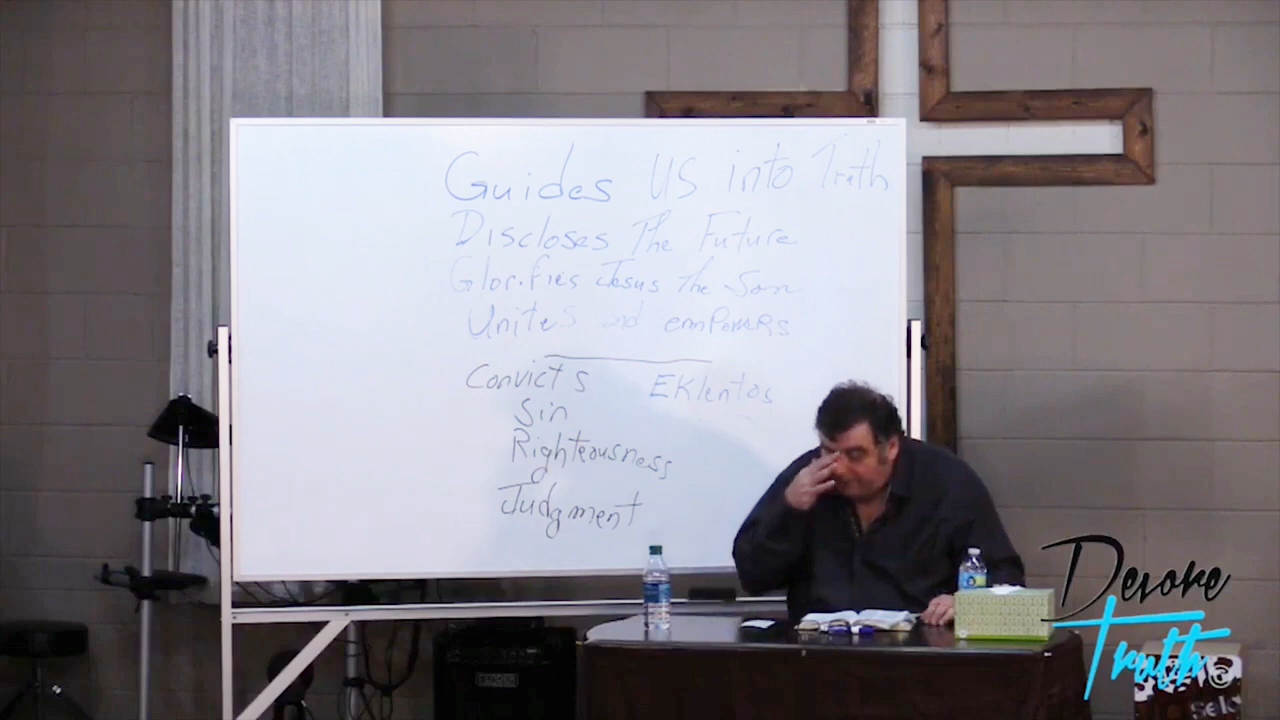 Guides us into Truth
Discloses The Future
Glorifies Jesus The Son
Unites and emPowers
Convicts Eklentos
Sin
Righteousness
Judgment
Desire
Truth